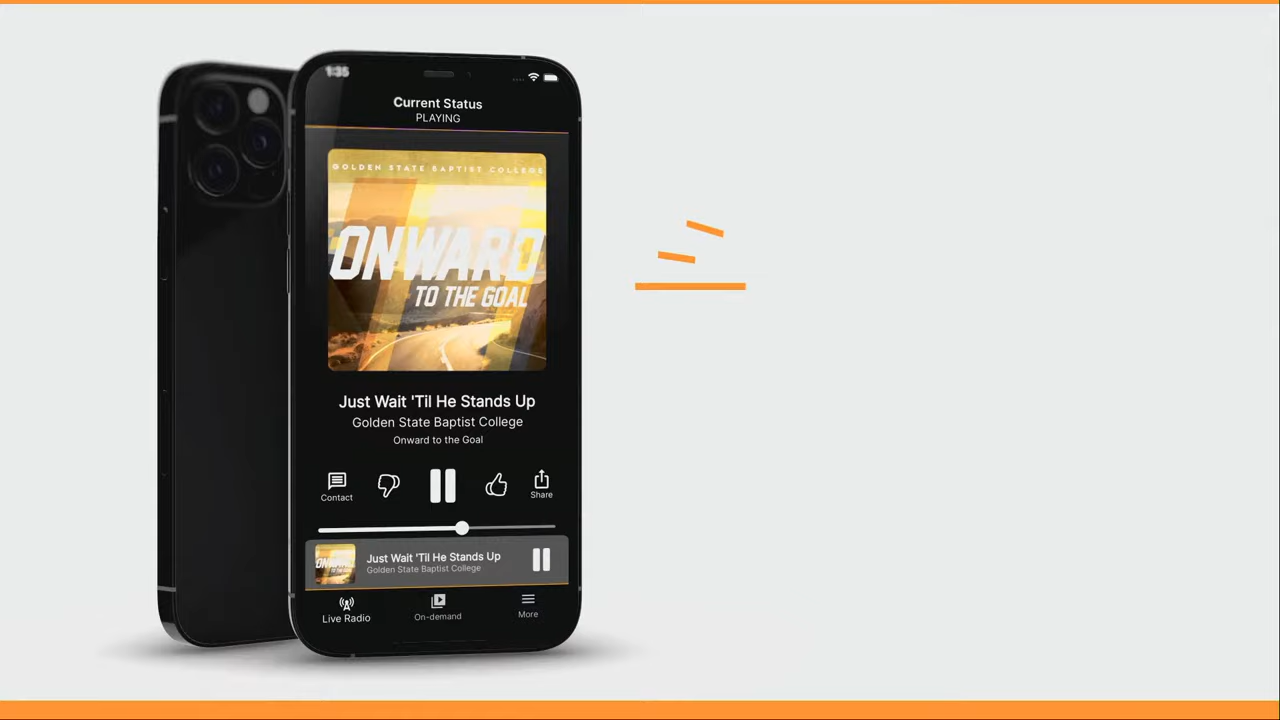 1:35
Current Status
PLAYING
GOLDEN STATE BAPTIST COLLEGE
ONWARD
TO THE GOAL
Just Wait 'Til He Stands Up
Golden State Baptist College
Onward to the Goal
Contact
Share
Just Wait 'Til He Stands Up
Golden State Baptist College
Live Radio
On-demand
More